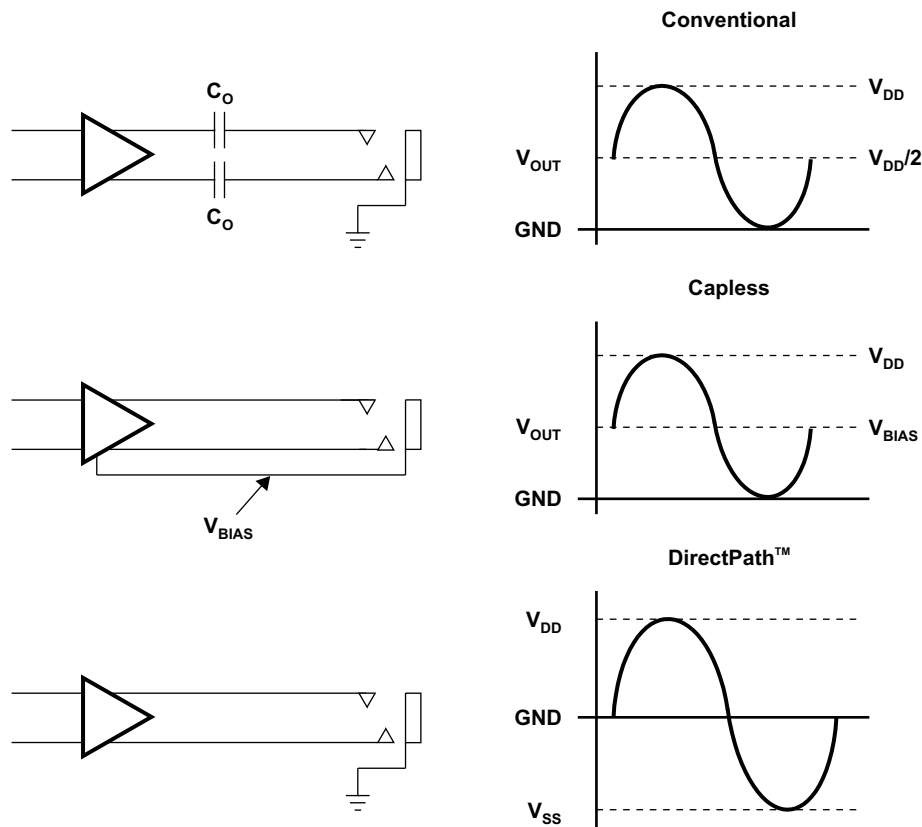 Conventional
C_O
C_O
V_DD
V_OUT
V_DD/2
GND
Capless
V_DD
V_OUT
V_BIAS
GND
V_BIAS
DirectPath™
V_DD
GND
V_SS